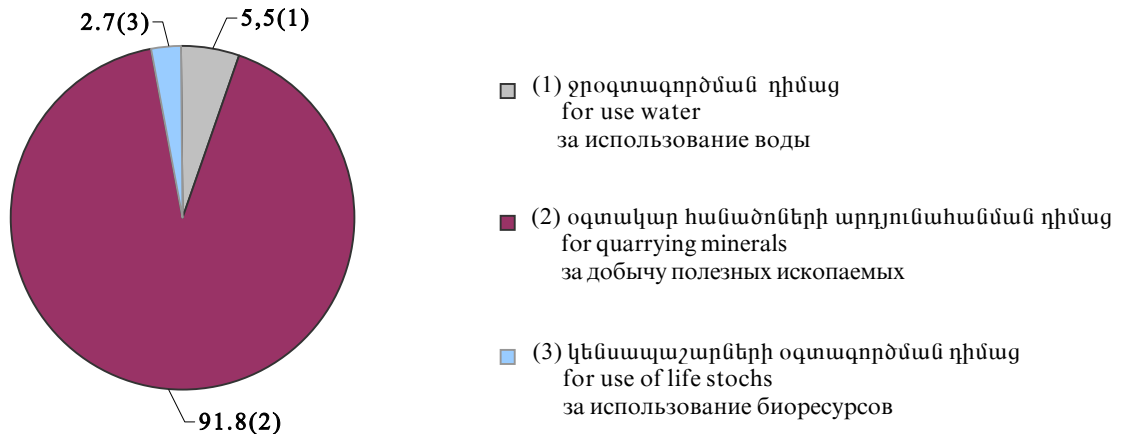 2.7(3)
5,5(1)
91.8(2)
(1) ջրօգտագործման դիմաց
for use water
за использование воды
(2) օգտակար հանածոների արդյունահանման դիմաց
for quarrying minerals
за добычу полезных ископаемых
(3) կենսապաշարների օգտագործման դիմաց
for use of life stochs
за использование биоресурсов